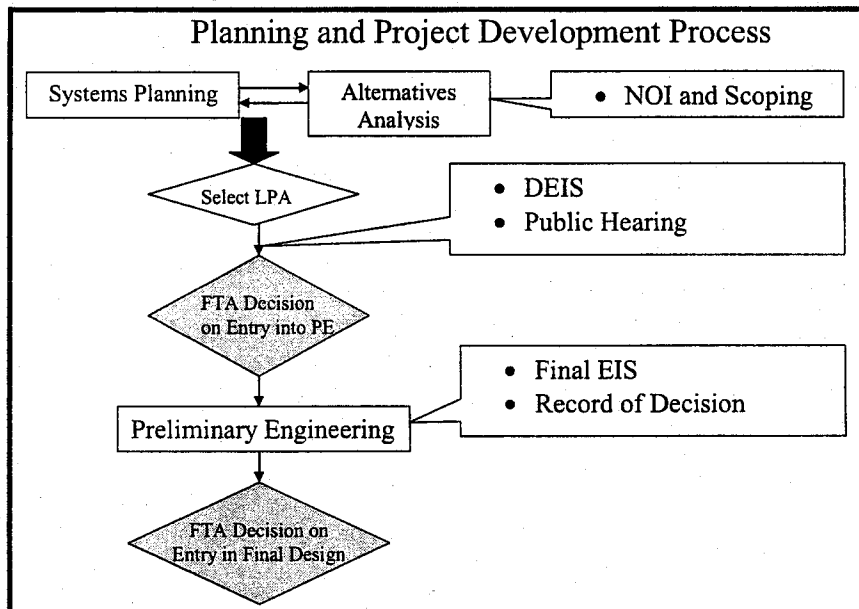 Planning and Project Development Process
Systems Planning
Alternatives
Analysis
• NOI and Scoping
Select LPA
• DEIS
• Public Hearing
FTA Decision
on Entry into PE
• Final EIS
• Record of Decision
Preliminary Engineering
FTA Decision on
Entry in Final Design